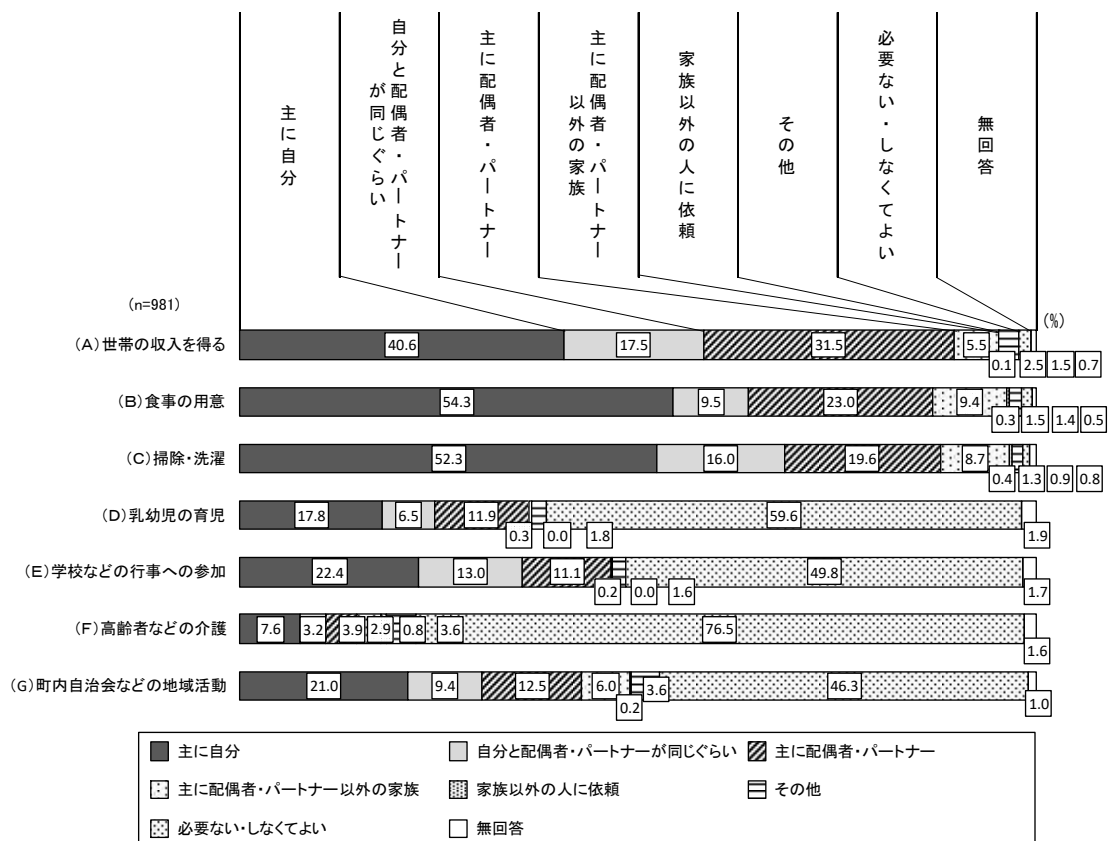 主に自分
自分と配偶者・パートナー
が同じぐらい
主に配偶者・パートナー
主に配偶者・パートナー
以外の家族
家族以外の人に依頼
その他
必要ない・しなくてよい
無回答
(n=981)
(%)
(A)世帯の収入を得る
40.6 17.5 31.5 5.5
0.1 2.5 1.5 0.7
(B)食事の用意
54.3 9.5 23.0 9.4
0.3 1.5 1.4 0.5
(C)掃除・洗濯
52.3 16.0 19.6 8.7
0.4 1.3 0.9 0.8
(D)乳幼児の育児
17.8 6.5 11.9 59.6
0.3 0.0 1.8 1.9
(E)学校などの行事への参加
22.4 13.0 11.1 49.8
0.2 0.0 1.6 1.7
(F)高齢者などの介護
7.6 3.2 3.9 2.9 0.8 3.6 76.5
1.6
(G)町内自治会などの地域活動
21.0 9.4 12.5 6.0 3.6 46.3
0.2 1.0
主に自分 自分と配偶者・パートナーが同じぐらい 主に配偶者・パートナー
主に配偶者・パートナー以外の家族 家族以外の人に依頼 その他
必要ない・しなくてよい 無回答